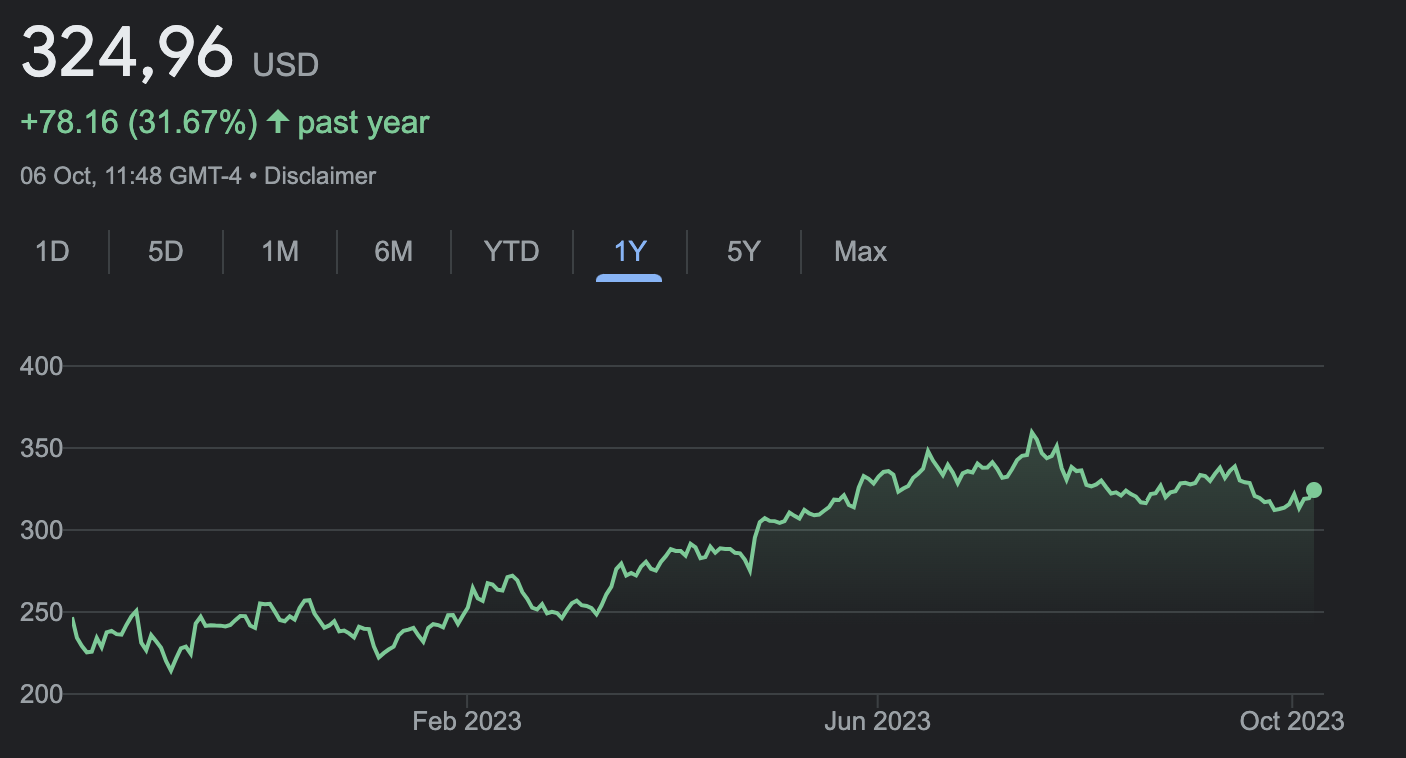 324,96 USD
+78.16 (31.67%) ↑ past year
06 Oct, 11:48 GMT-4 • Disclaimer
1D 5D 1M 6M YTD 1Y 5Y Max
400
350
300
250
200
Feb 2023 Jun 2023 Oct 2023